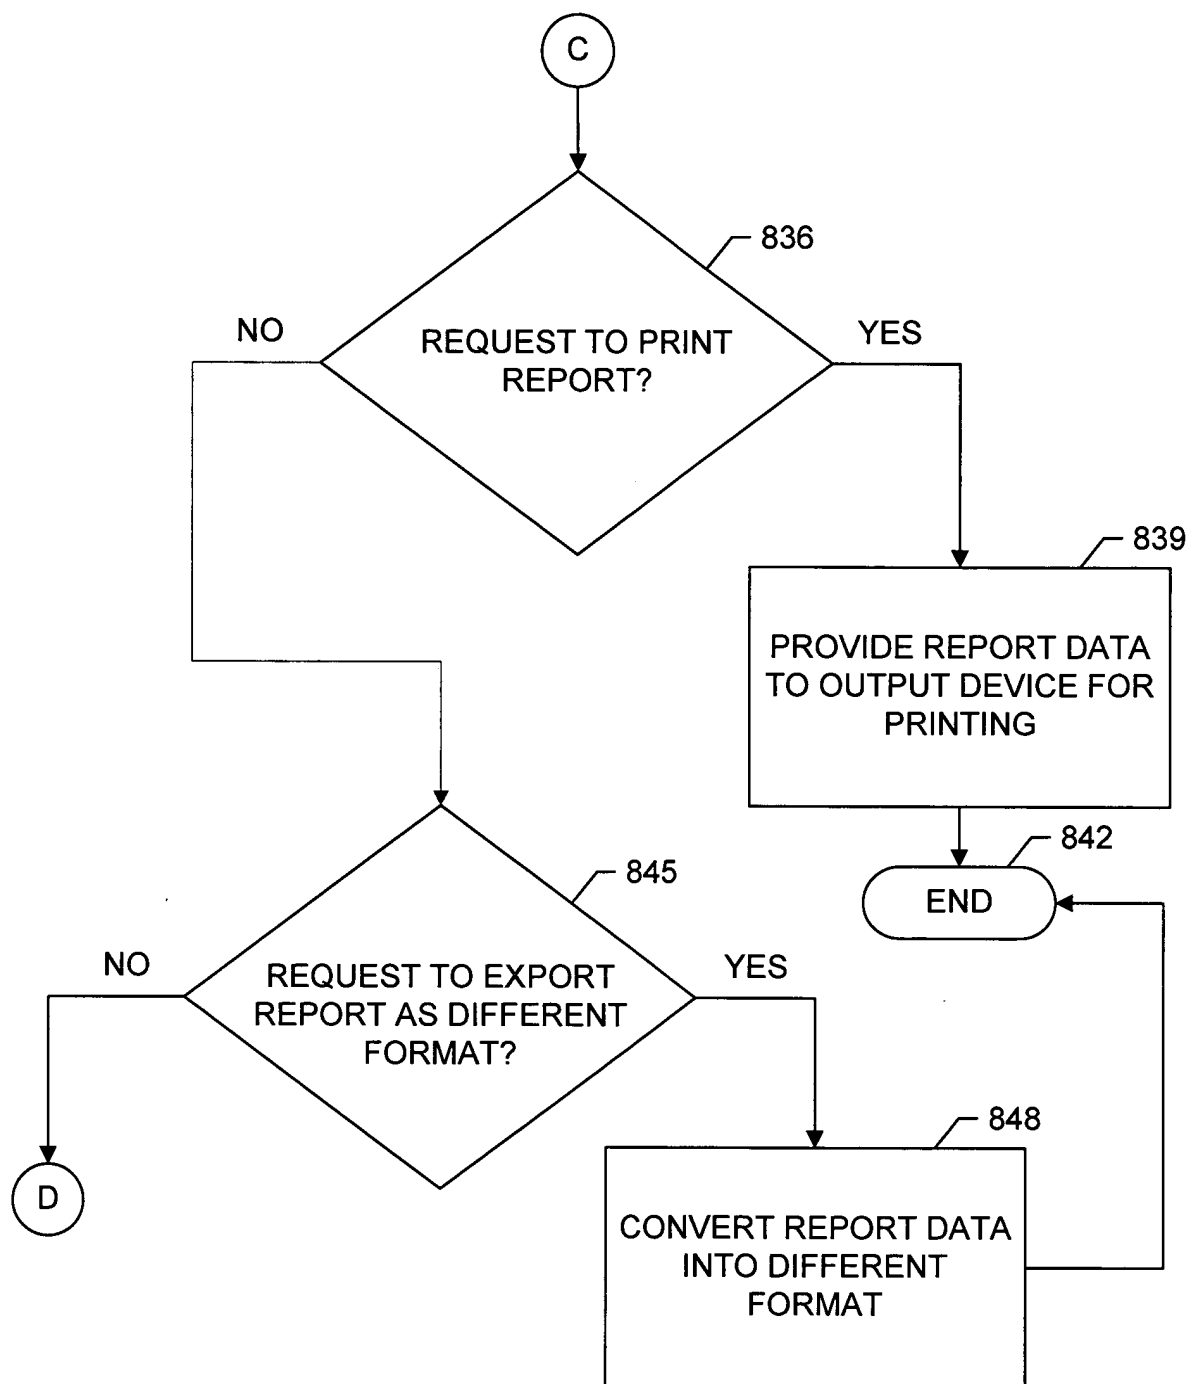 C
836
NO
YES
REQUEST TO PRINT
REPORT?
839
PROVIDE REPORT DATA
TO OUTPUT DEVICE FOR
PRINTING
842
END
845
NO
YES
REQUEST TO EXPORT
REPORT AS DIFFERENT
FORMAT?
848
D
CONVERT REPORT DATA
INTO DIFFERENT
FORMAT